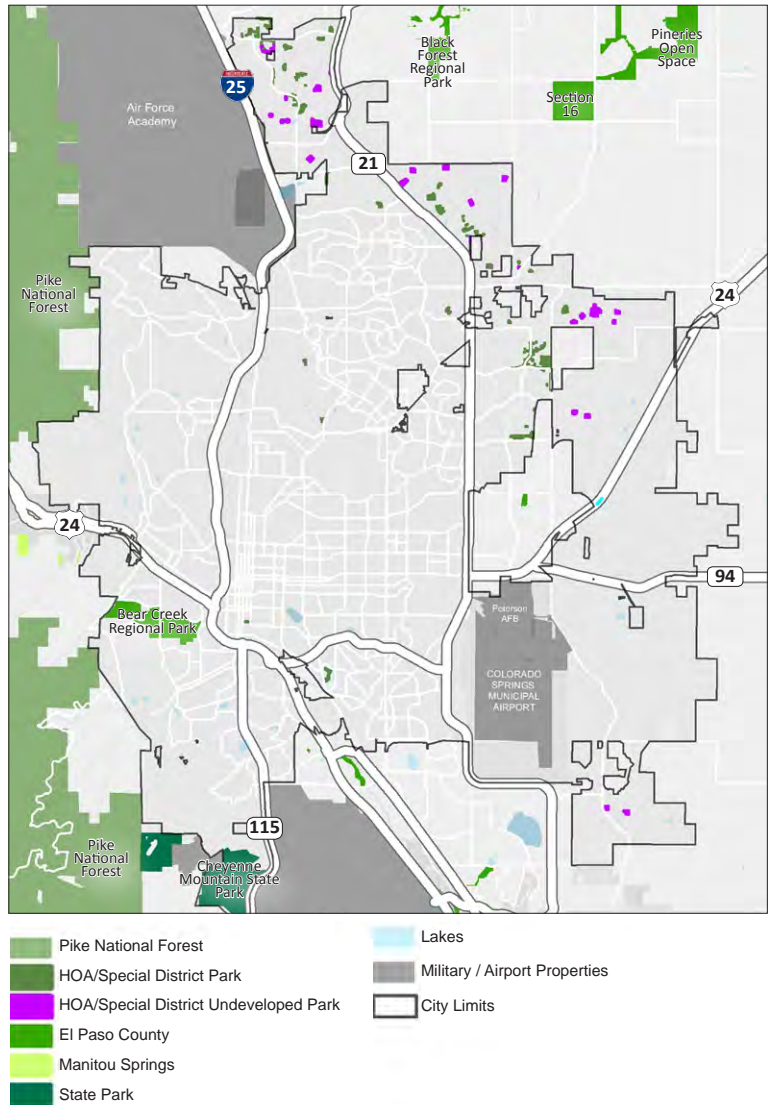 Black
Forest
Regional
Park
Pineries
Open
Space
25
Section
16
Air Force
Academy
21
Pike
National
Forest
24
24
94
Bear Creek
Regional Park
Peterson
AFB
COLORADO
SPRINGS
MUNICIPAL
AIRPORT
115
Pike
National
Forest
Cheyenne
Mountain State
Park
Pike National Forest
HOA/Special District Park
HOA/Special District Undeveloped Park
El Paso County
Manitou Springs
State Park
Lakes
Military / Airport Properties
City Limits